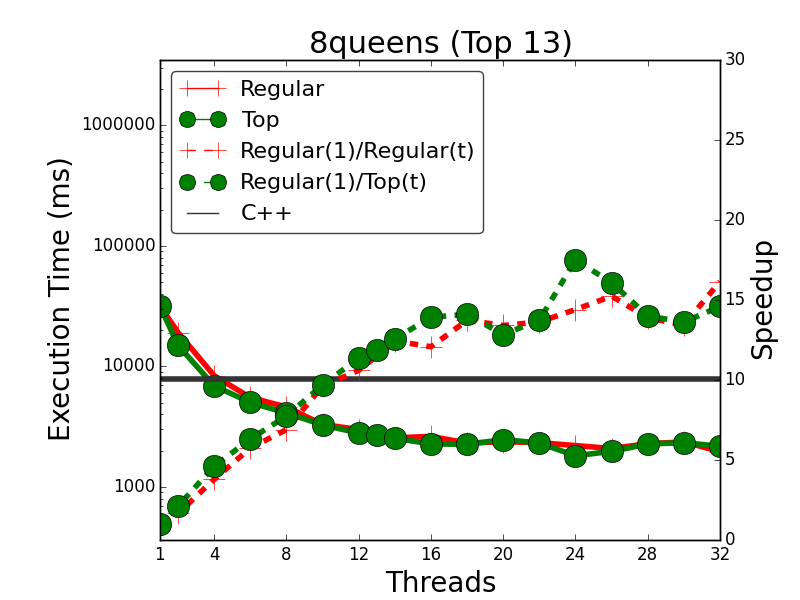 8queens (Top 13)
Regular
Top
Regular(1)/Regular(t)
Regular(1)/Top(t)
C++
Execution Time (ms)
1000000
100000
10000
1000
30
25
20
15
10
5
0
Speedup
1 4 8 12 16 20 24 28 32
Threads